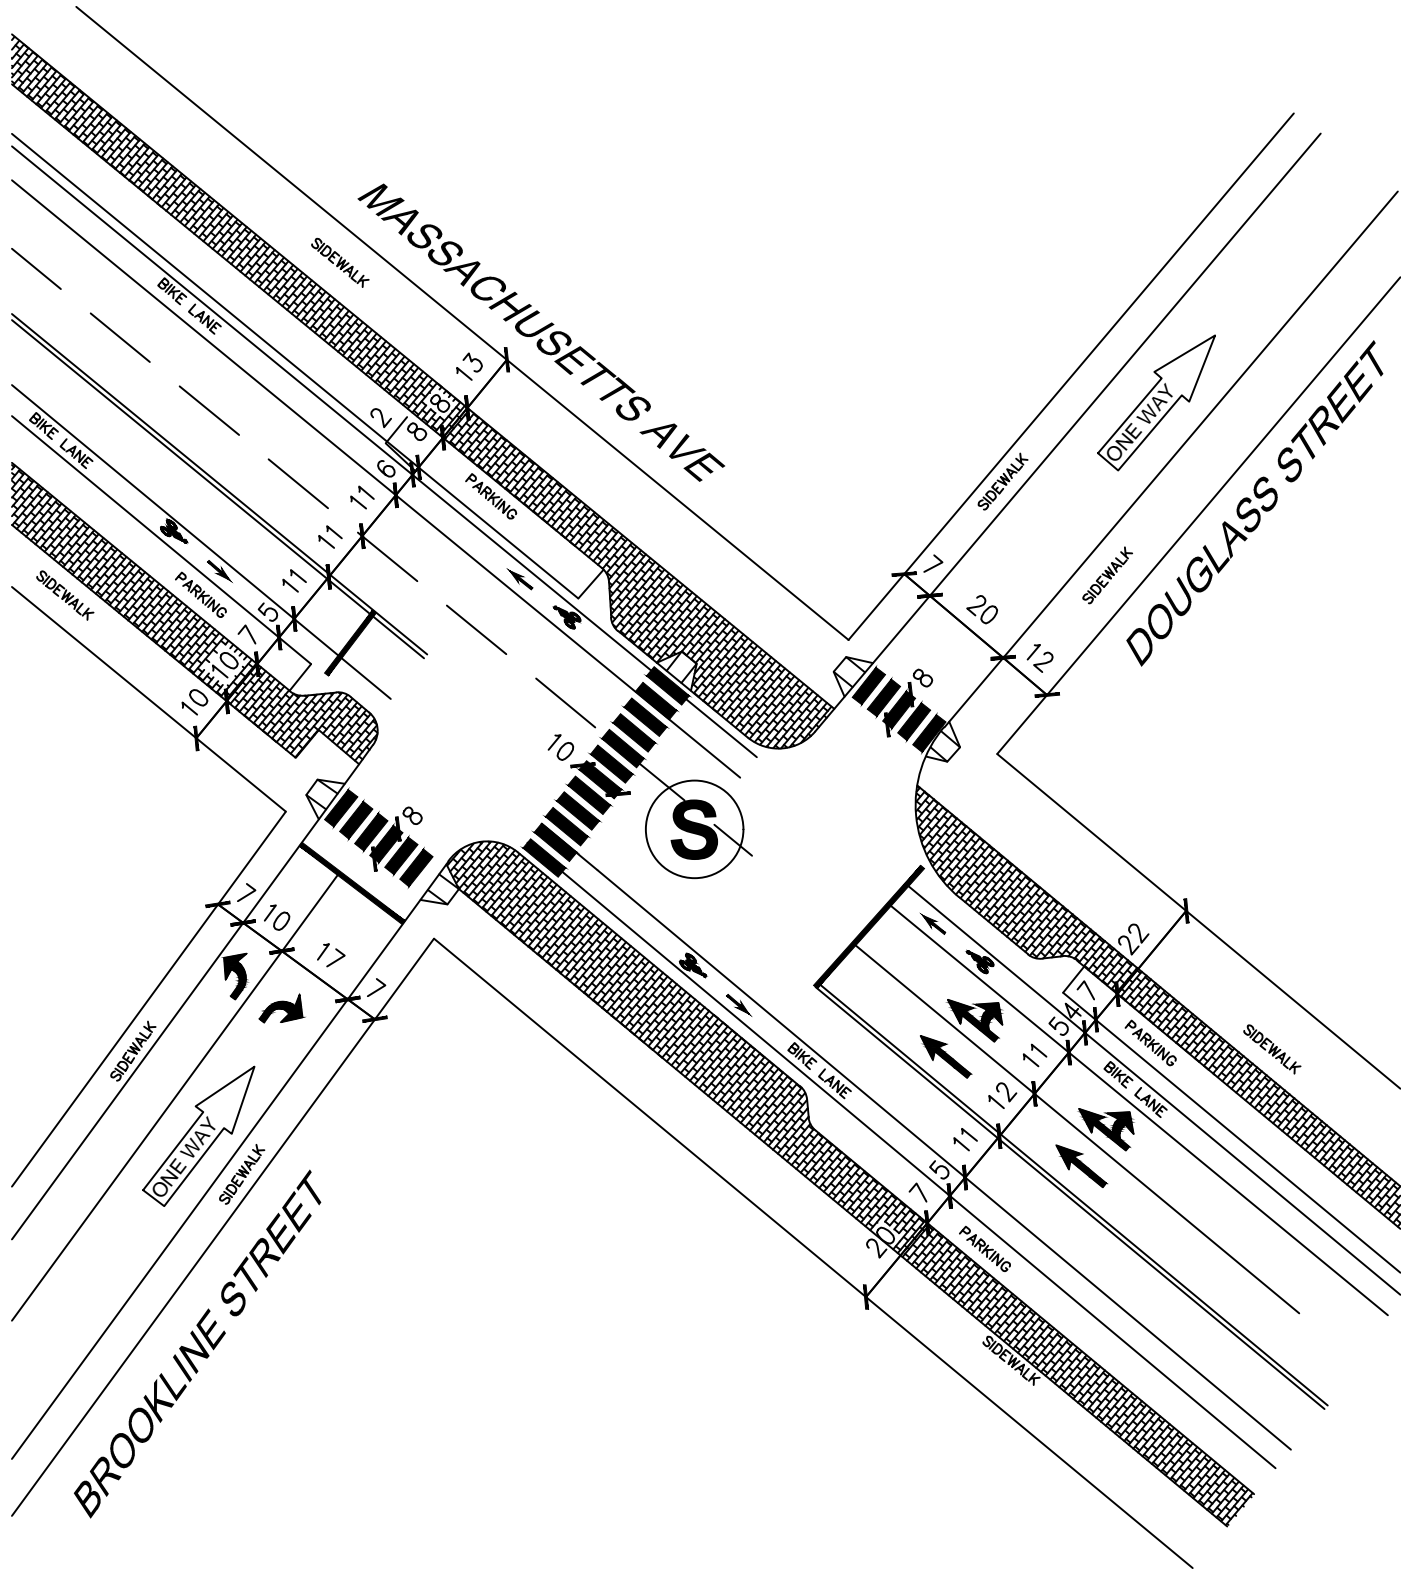 MASSACHUSETTS AVE
SIDEWALK
BIKE LANE
13
8
8
2
6
11
11
11
5
7
10
10
PARKING
BIKE LANE
PARKING
SIDEWALK
SIDEWALK
ONE WAY
DOUGLASS STREET
SIDEWALK
7
20
12
8
10
S
8
7
10
17
7
SIDEWALK
ONE WAY
SIDEWALK
BROOKLINE STREET
22
7
4
5
11
12
11
5
7
20
PARKING
SIDEWALK
BIKE LANE
BIKE LANE
PARKING
SIDEWALK